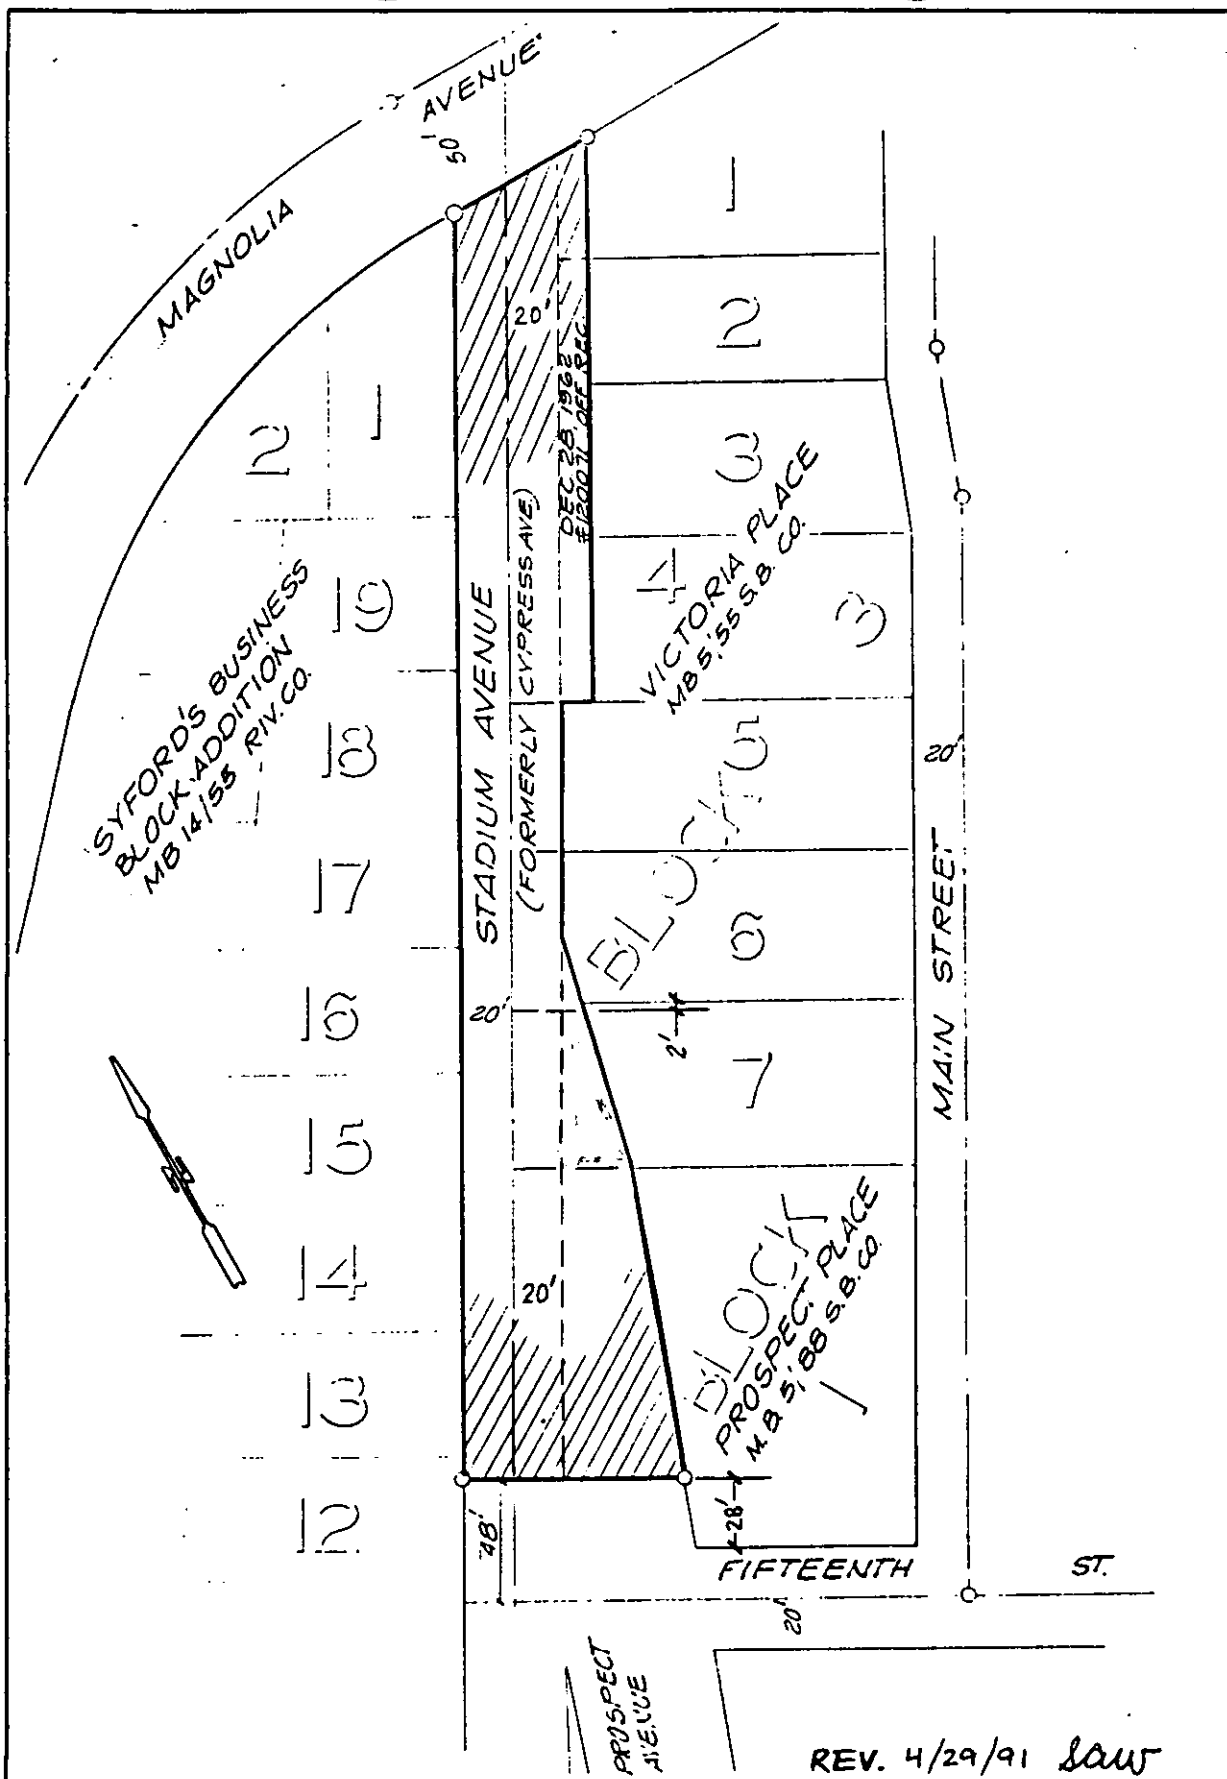 AVENUE
50'
MAGNOLIA
1
20'
2
DEC. 28, 1962
#120071 OFF. REC.
1
2
3
STADIUM AVENUE
(FORMERLY CYPRESS AVE.)
VICTORIA PLACE
MB 5/55 S.B. CO.
4
3
19
SYFORD'S BUSINESS
BLOCK ADDITION
MB 14/55 RIV. CO.
18
5
20'
BLOCK
17
6
MAIN STREET
16
20'
2'
7
15
N
14
20'
BLOCK
1
PROSPECT PLACE
M.B. 5/88 S.B. CO.
13
12
48'
28'
FIFTEENTH ST.
20'
PROSPECT
AVENUE
REV. 4/29/91